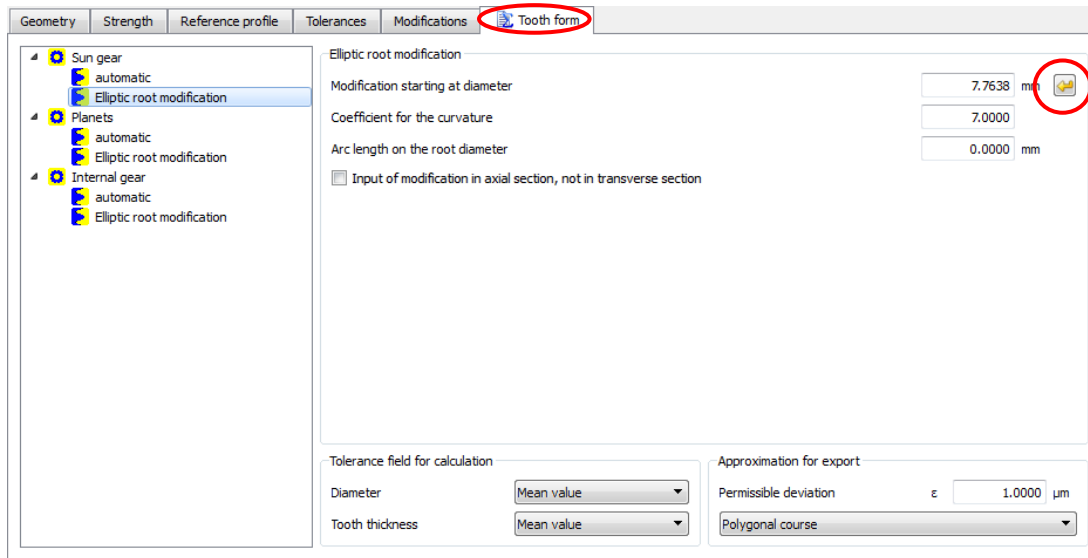 Geometry Strength Reference profile Tolerances Modifications Tooth form
Sun gear
automatic
Elliptic root modification
Planets
automatic
Elliptic root modification
Internal gear
automatic
Elliptic root modification
Elliptic root modification
Modification starting at diameter 7.7638 mm
Coefficient for the curvature 7.0000
Arc length on the root diameter 0.0000 mm
Input of modification in axial section, not in transverse section
Tolerance field for calculation
Diameter Mean value
Tooth thickness Mean value
Approximation for export
Permissible deviation ε 1.0000 μm
Polygonal course